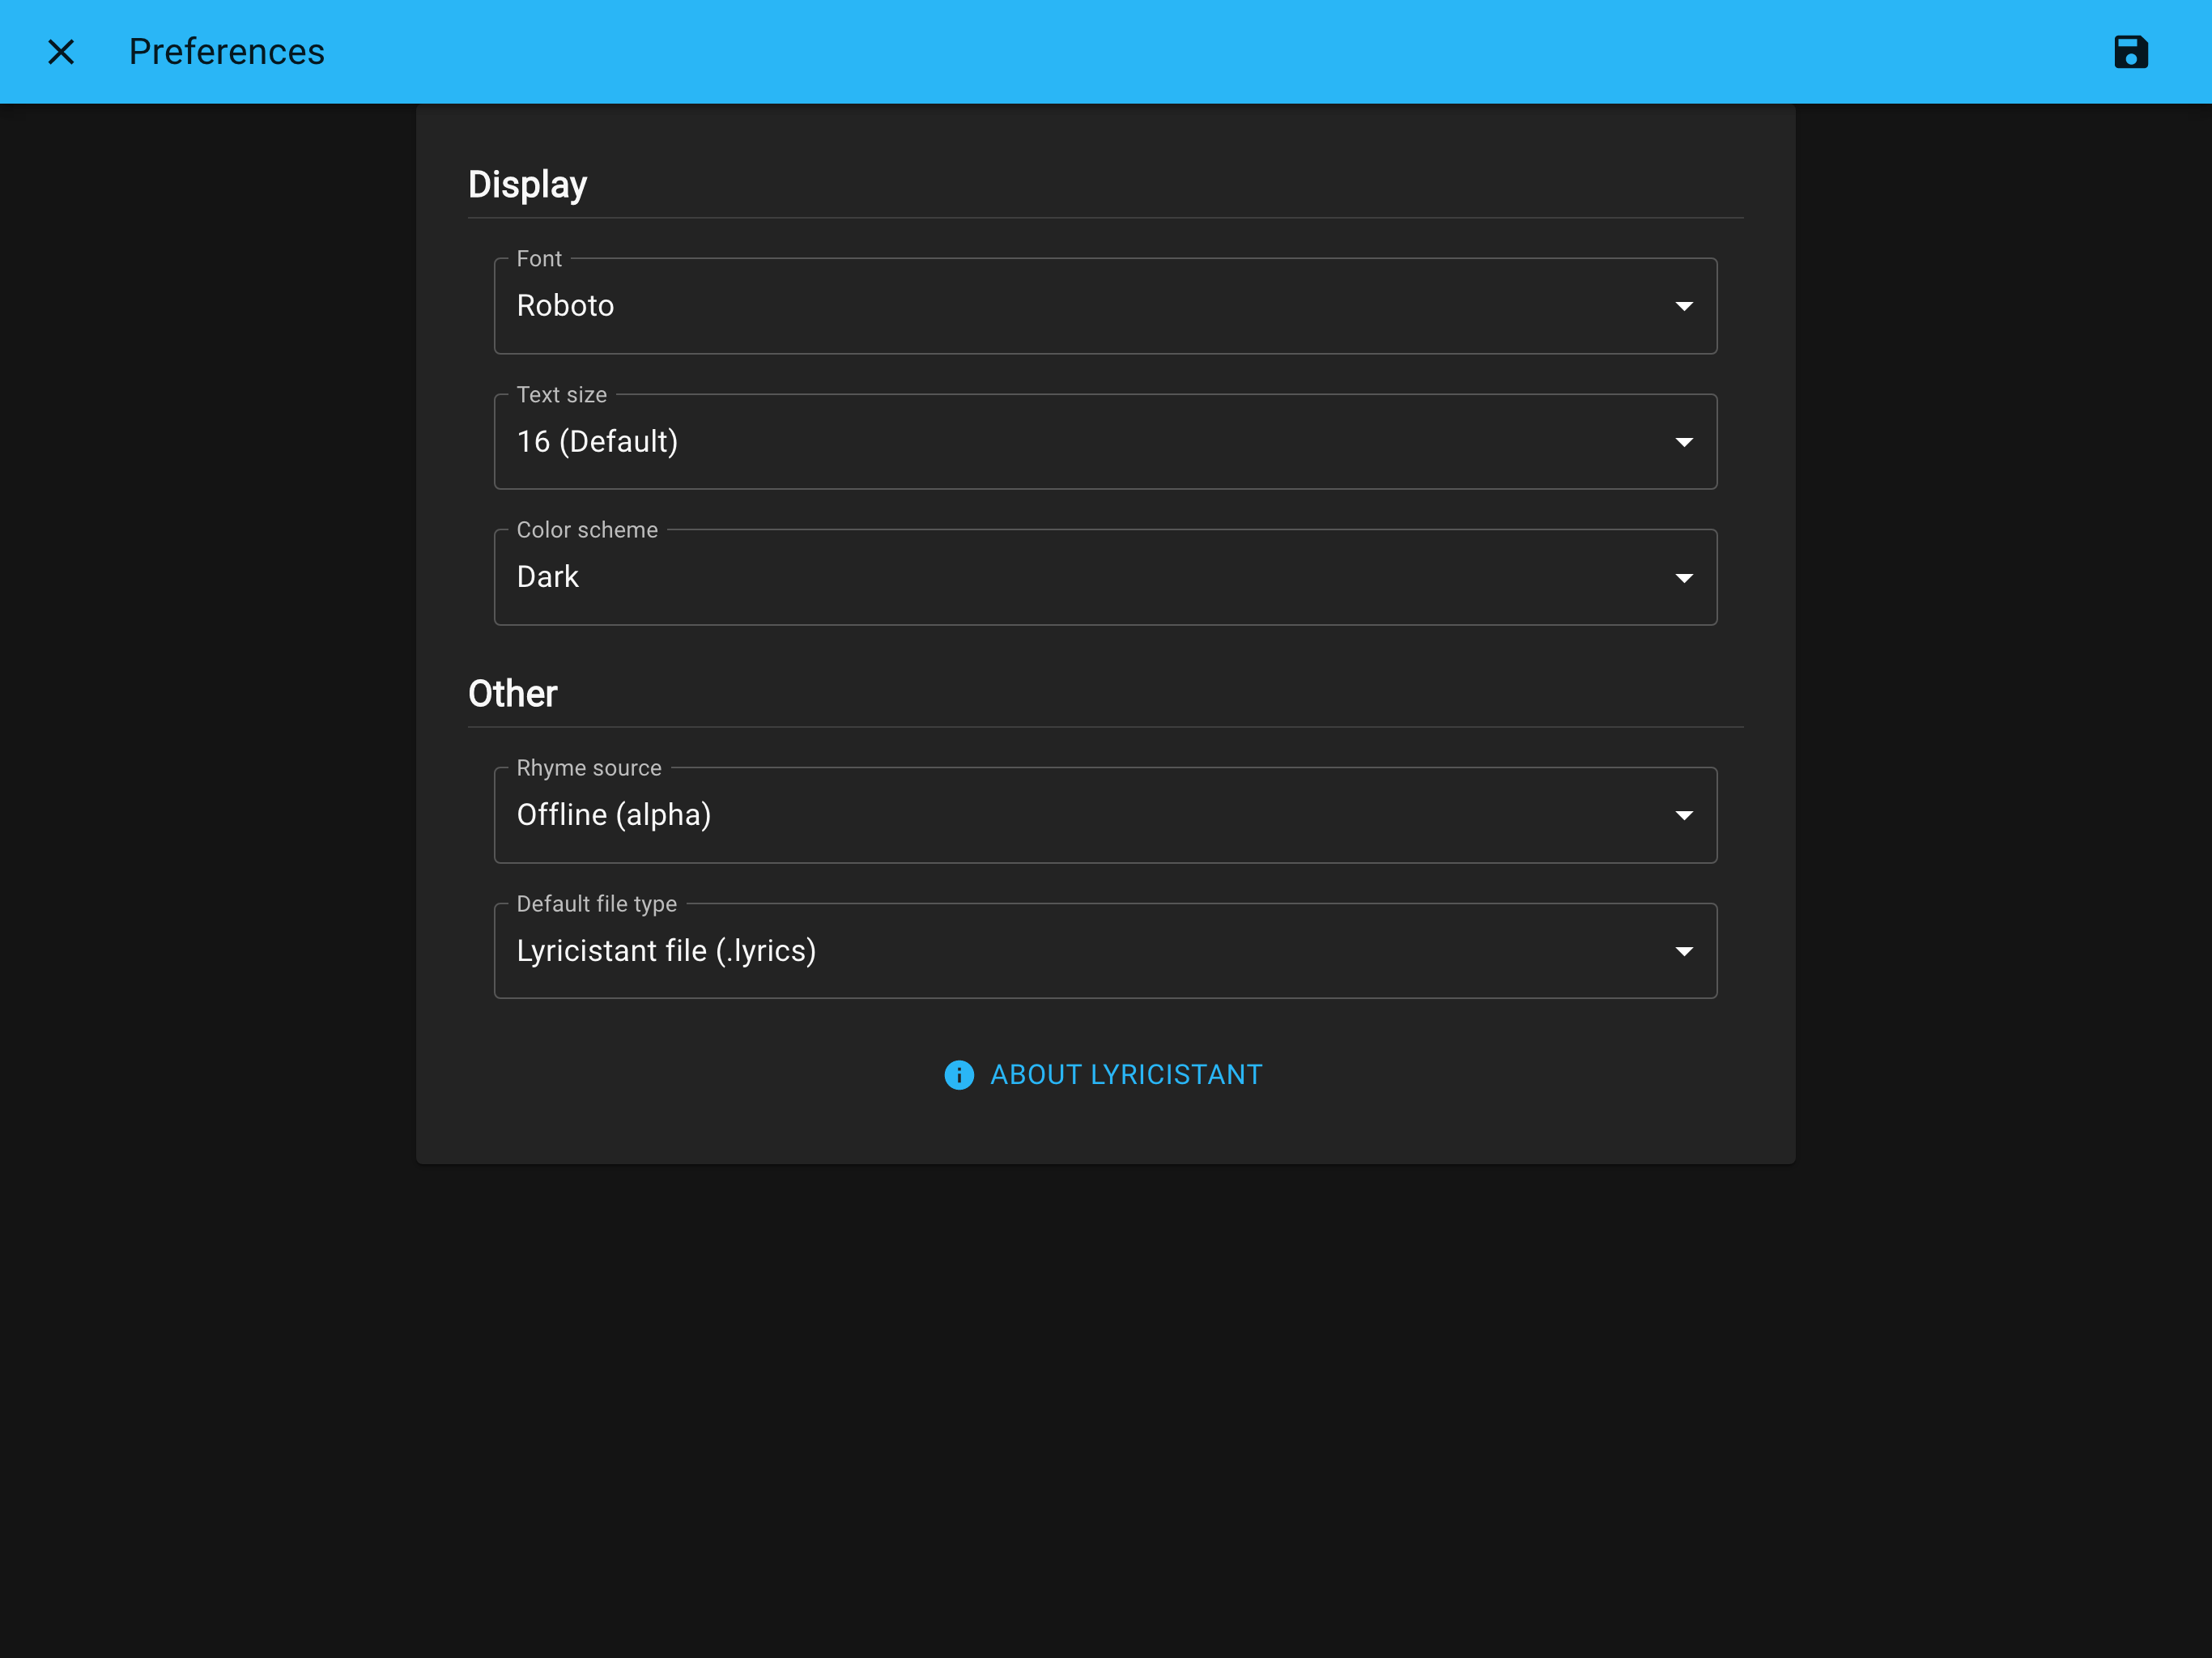 Preferences
Display
Font
Roboto
Text size
16 (Default)
Color scheme
Dark
Other
Rhyme source
Offline (alpha)
Default file type
Lyricistant file (.lyrics)
ABOUT LYRICISTANT